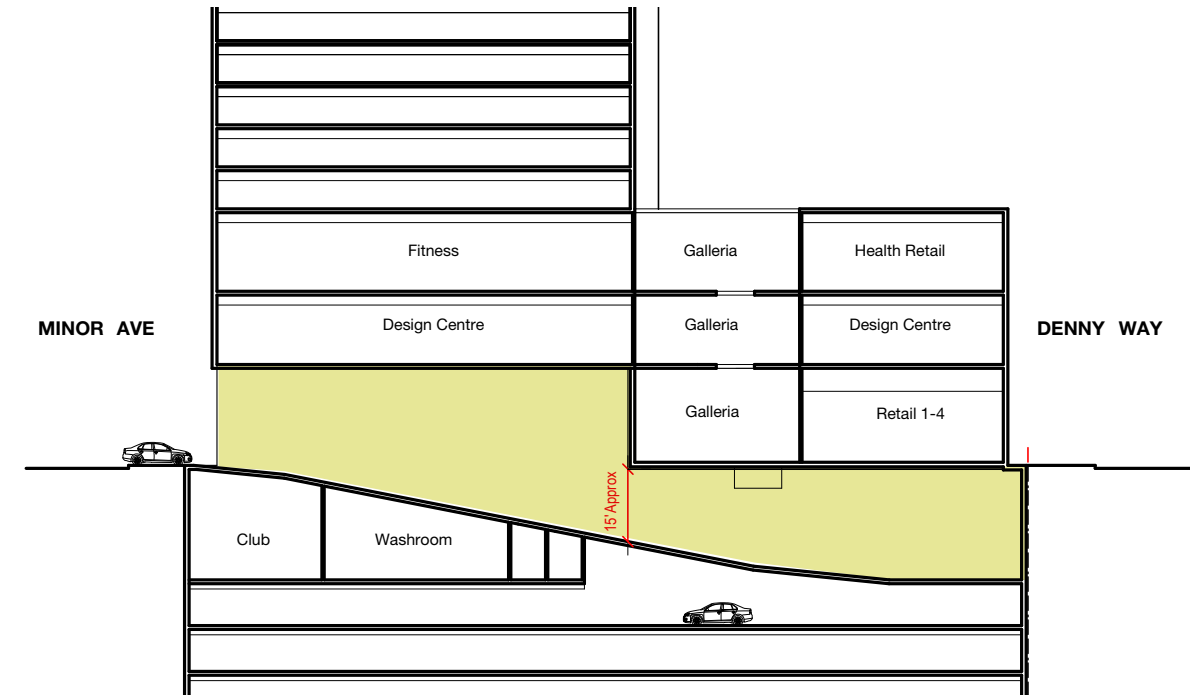 Fitness
Galleria
Health Retail
MINOR AVE
Design Centre
Galleria
Design Centre
DENNY WAY
Galleria
Retail 1-4
15' Approx
Club
Washroom